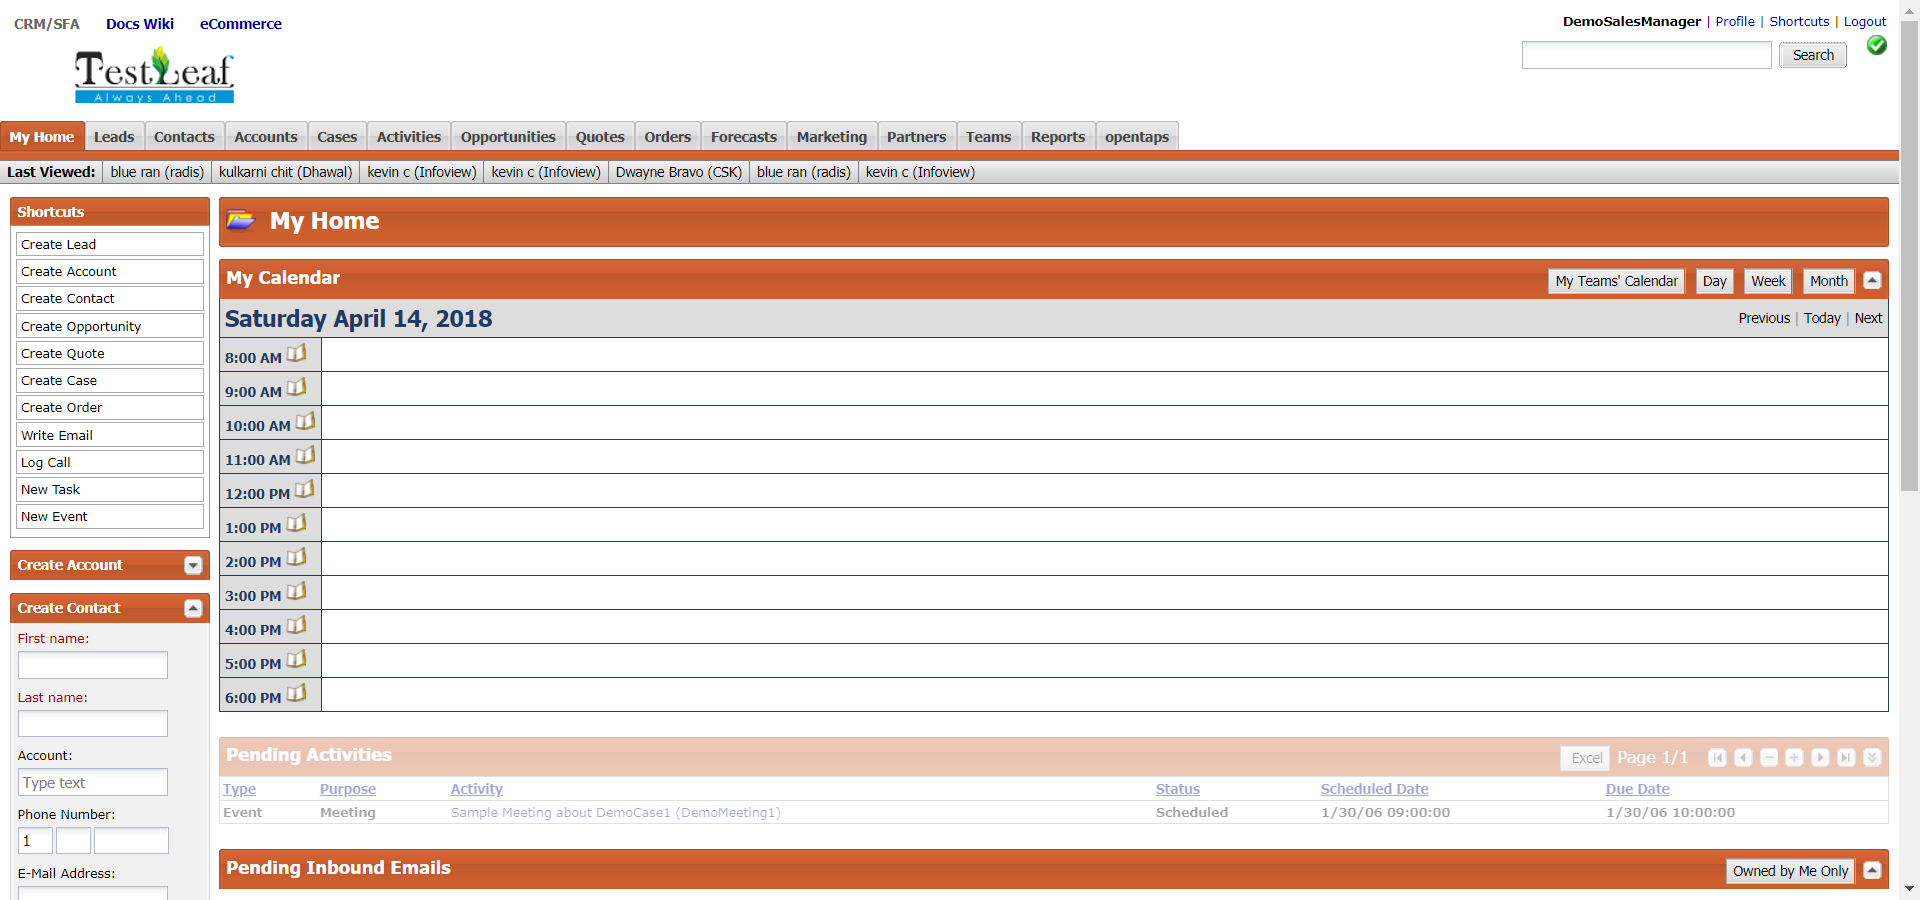 CRM/SFA Docs Wiki eCommerce
DemoSalesManager | Profile | Shortcuts | Logout
Search
TestLeaf
Always Ahead
My Home Leads Contacts Accounts Cases Activities Opportunities Quotes Orders Forecasts Marketing Partners Teams Reports opentaps
Last Viewed: blue ran (radis) kulkarni chit (Dhawal) kevin c (Infoview) kevin c (Infoview) Dwayne Bravo (CSK) blue ran (radis) kevin c (Infoview)
Shortcuts
Create Lead
Create Account
Create Contact
Create Opportunity
Create Quote
Create Case
Create Order
Write Email
Log Call
New Task
New Event
Create Account
Create Contact
First name:
Last name:
Account:
Type text
Phone Number:
1
E-Mail Address:
My Home
My Calendar
My Teams' Calendar Day Week Month
Saturday April 14, 2018
Previous | Today | Next
8:00 AM
9:00 AM
10:00 AM
11:00 AM
12:00 PM
1:00 PM
2:00 PM
3:00 PM
4:00 PM
5:00 PM
6:00 PM
Pending Activities
Excel Page 1/1
Type Purpose Activity Status Scheduled Date Due Date
Event Meeting Sample Meeting about DemoCase1 (DemoMeeting1) Scheduled 1/30/06 09:00:00 1/30/06 10:00:00
Pending Inbound Emails
Owned by Me Only